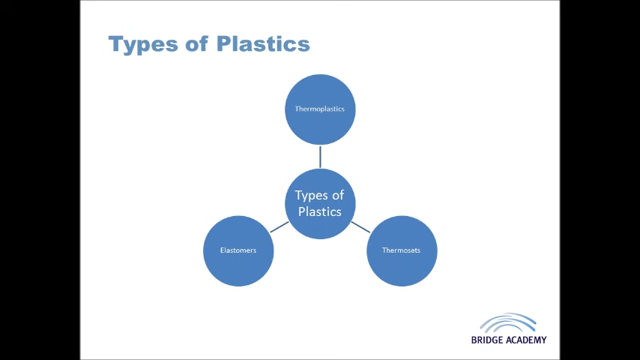 Types of Plastics
Thermoplastics
Types of
Plastics
Elastomers
Thermosets
BRIDGE ACADEMY